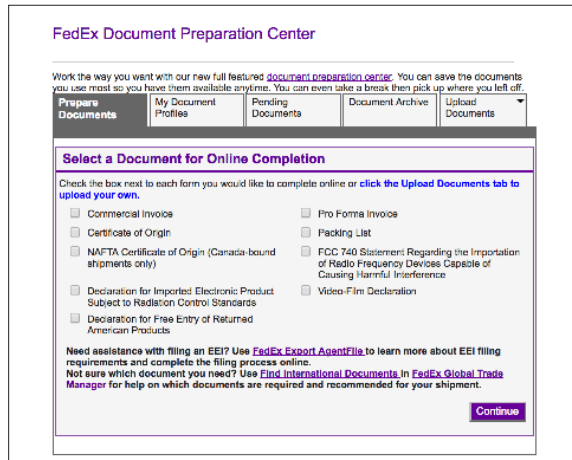 FedEx Document Preparation Center
Work the way you want with our new full featured document preparation center. You can save the documents
you use most so you have them available anytime. You can even take a break then pick up where you left off.
Prepare Documents
My Document Profiles
Pending Documents
Document Archive
Upload Documents
Select a Document for Online Completion
Check the box next to each form you would like to complete online or click the Upload Documents tab to
upload your own.
Commercial Invoice
Pro Forma Invoice
Certificate of Origin
Packing List
NAFTA Certificate of Origin (Canada-bound
shipments only)
FCC 740 Statement Regarding the Importation
of Radio Frequency Devices Capable of
Causing Harmful Interference
Declaration for Imported Electronic Product
Subject to Radiation Control Standards
Video-Film Declaration
Declaration for Free Entry of Returned
American Products
Need assistance with filing an EEI? Use FedEx Export AgentFile to learn more about EEI filing
requirements and complete the filing process online.
Not sure which document you need? Use Find International Documents in FedEx Global Trade
Manager for help on which documents are required and recommended for your shipment.
Continue